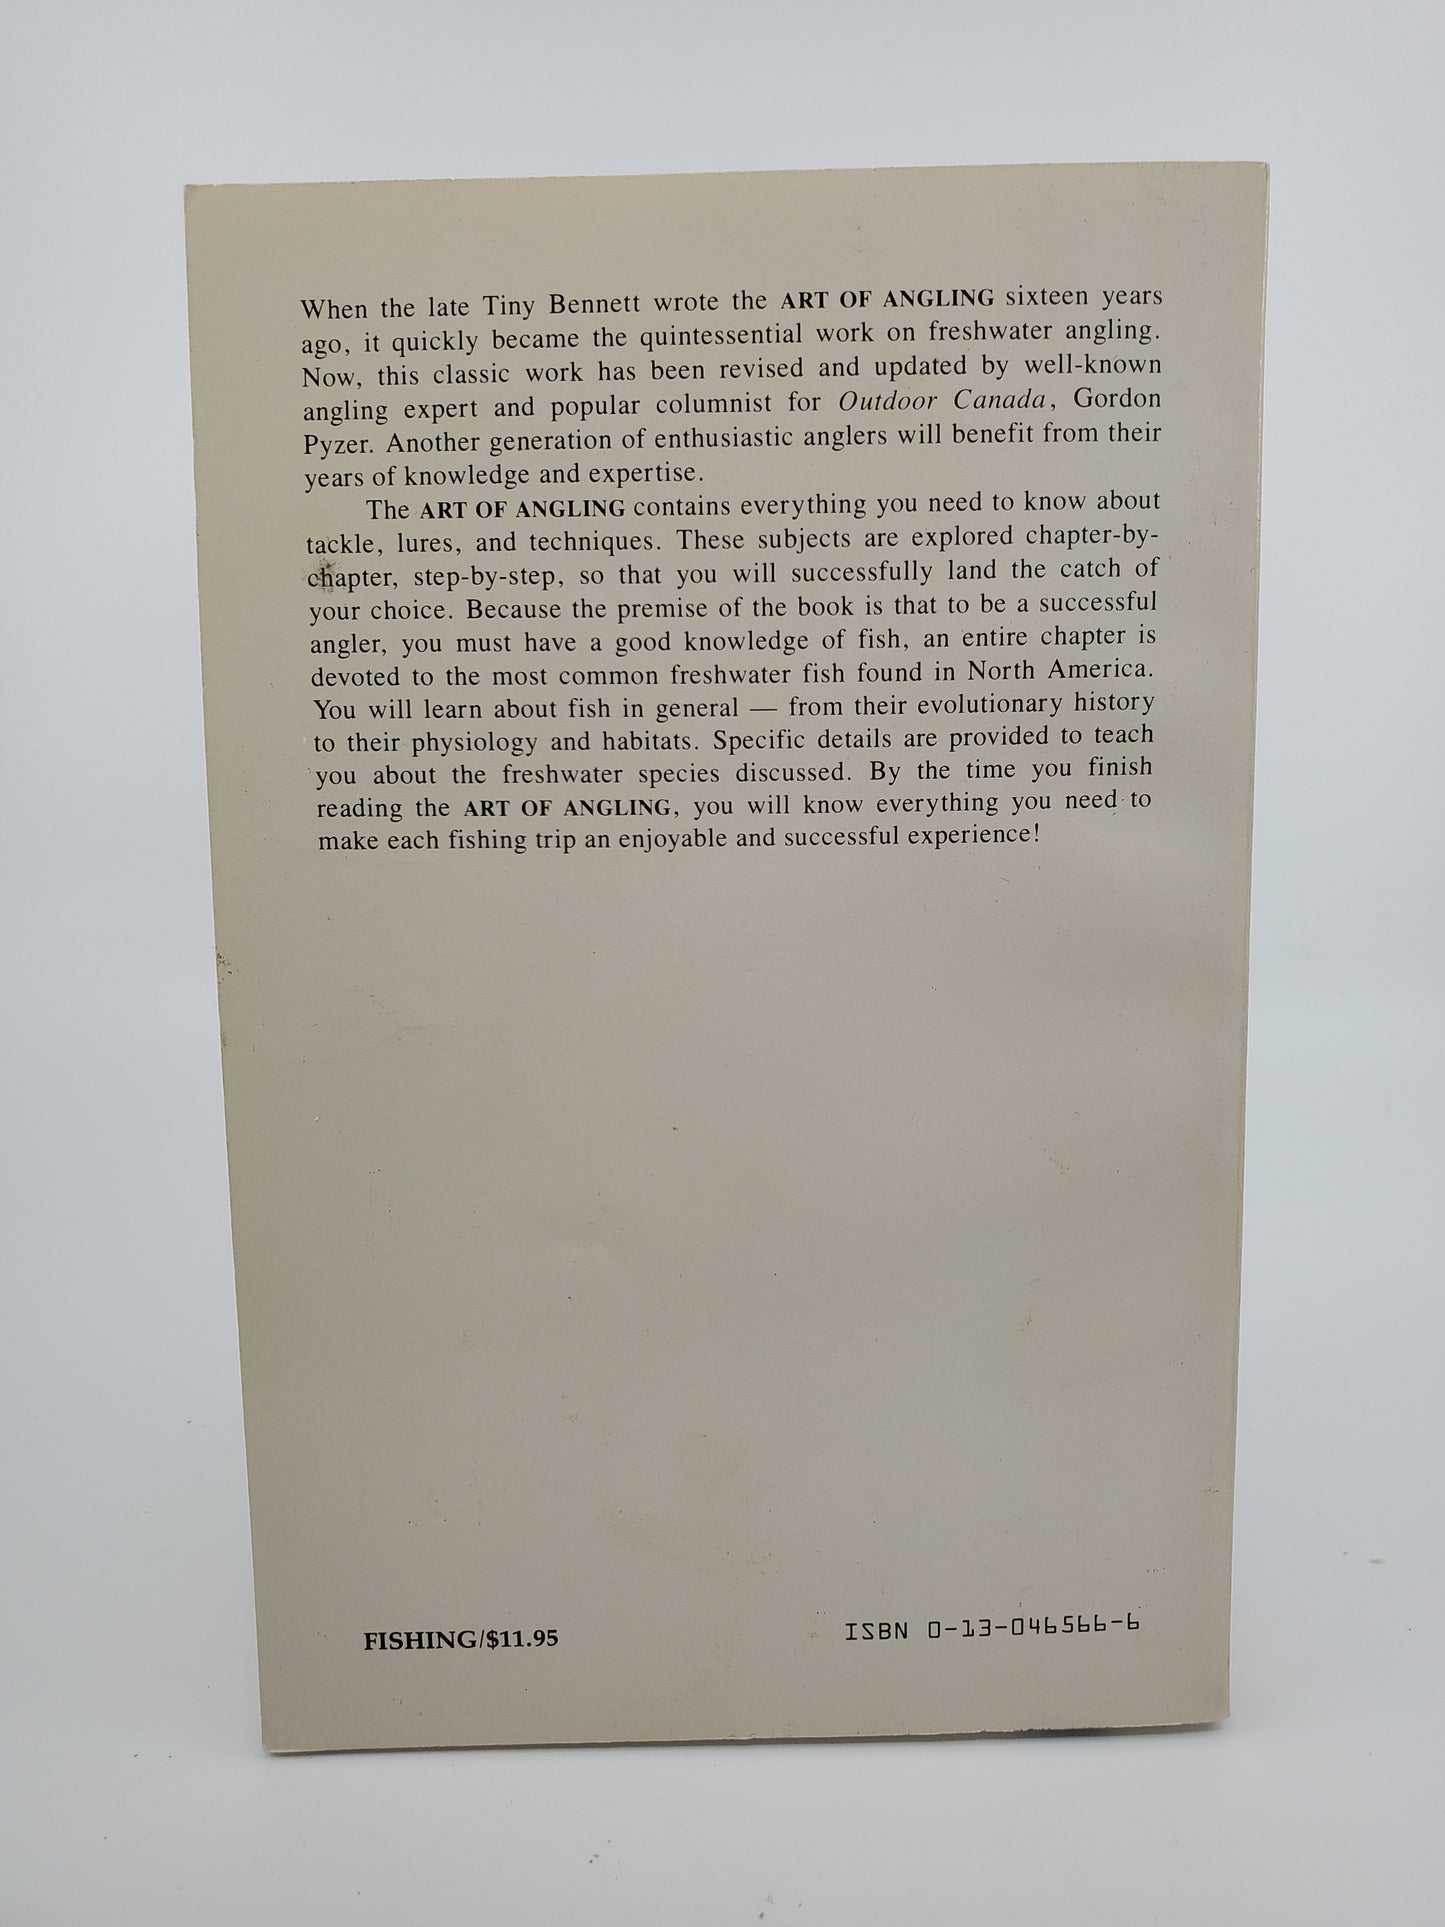 When the late Tiny Bennett wrote the ART OF ANGLING sixteen years
ago, it quickly became the quintessential work on freshwater angling.
Now, this classic work has been revised and updated by well-known
angling expert and popular columnist for Outdoor Canada, Gordon
Pyzer. Another generation of enthusiastic anglers will benefit from their
years of knowledge and expertise.
The ART OF ANGLING contains everything you need to know about
tackle, lures, and techniques. These subjects are explored chapter-by-
chapter, step-by-step, so that you will successfully land the catch of
your choice. Because the premise of the book is that to be a successful
angler, you must have a good knowledge of fish, an entire chapter is
devoted to the most common freshwater fish found in North America.
You will learn about fish in general — from their evolutionary history
to their physiology and habitats. Specific details are provided to teach
you about the freshwater species discussed. By the time you finish
reading the ART OF ANGLING, you will know everything you need to
make each fishing trip an enjoyable and successful experience!
FISHING/$11.95
ISBN 0-13-046566-6